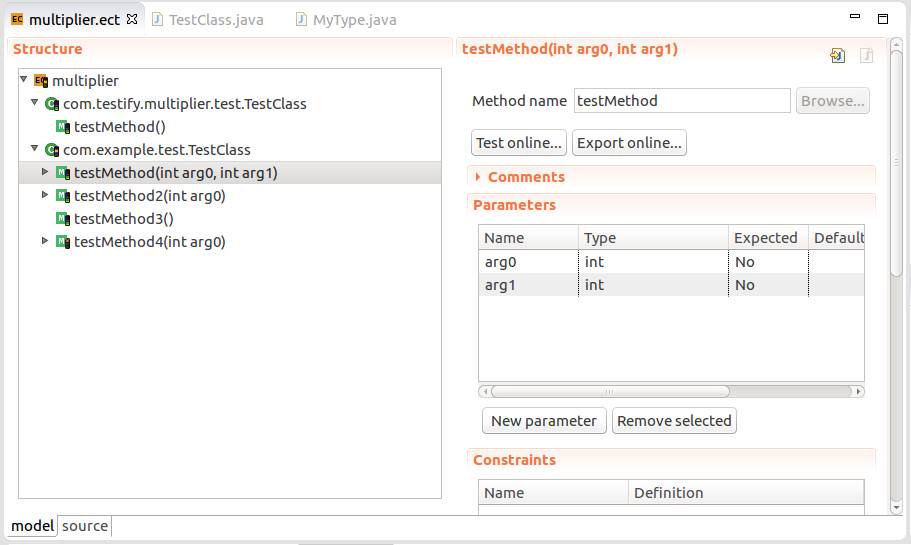 EC multiplier.ect TestClass.java MyType.java
Structure
EC multiplier
com.testify.multiplier.test.TestClass
testMethod()
com.example.test.TestClass
testMethod(int arg0, int arg1)
testMethod2(int arg0)
testMethod3()
testMethod4(int arg0)
testMethod(int arg0, int arg1)
Method name testMethod Browse...
Test online... Export online...
Comments
Parameters
Name Type Expected Default
arg0 int No
arg1 int No
New parameter Remove selected
Constraints
Name Definition
model source